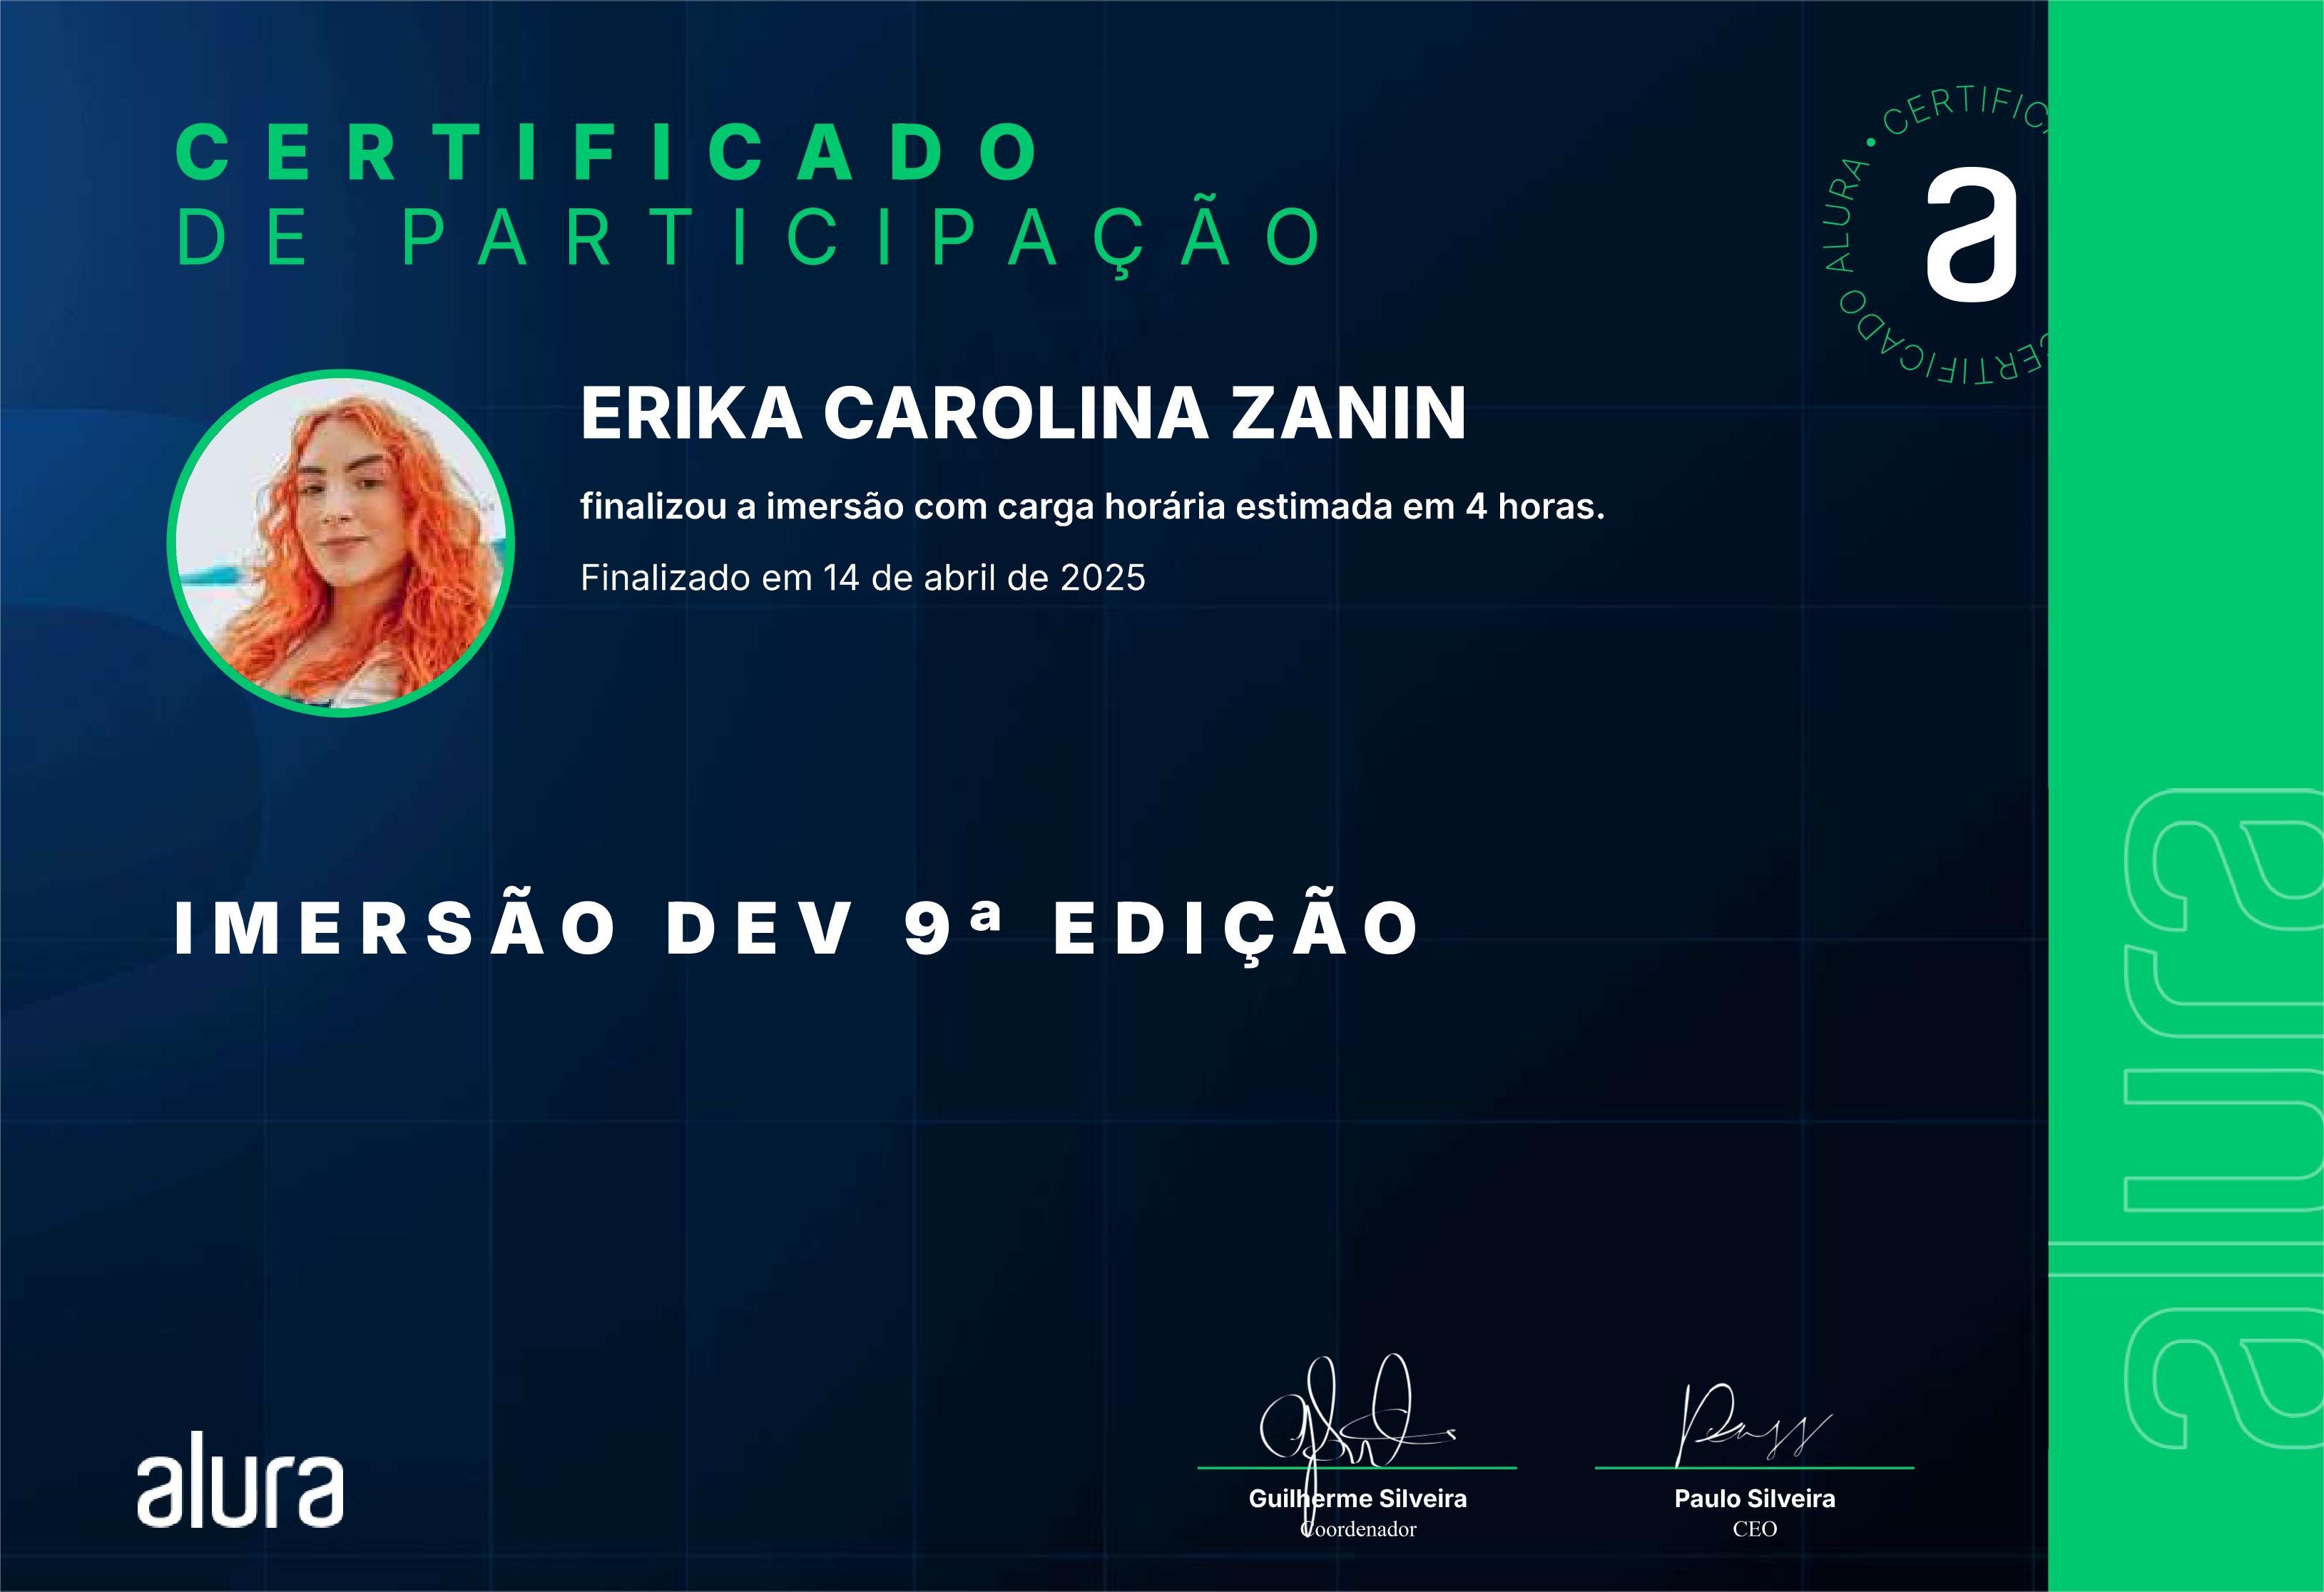 CERTIFICADO
DE PARTICIPAÇÃO
CERTIFICADO ALURA • CERTIFIC
a
ERIKA CAROLINA ZANIN
finalizou a imersão com carga horária estimada em 4 horas.
Finalizado em 14 de abril de 2025
IMERSÃO DEV 9ª EDIÇÃO
alura
Guilherme Silveira
Coordenador
Paulo Silveira
CEO
alura